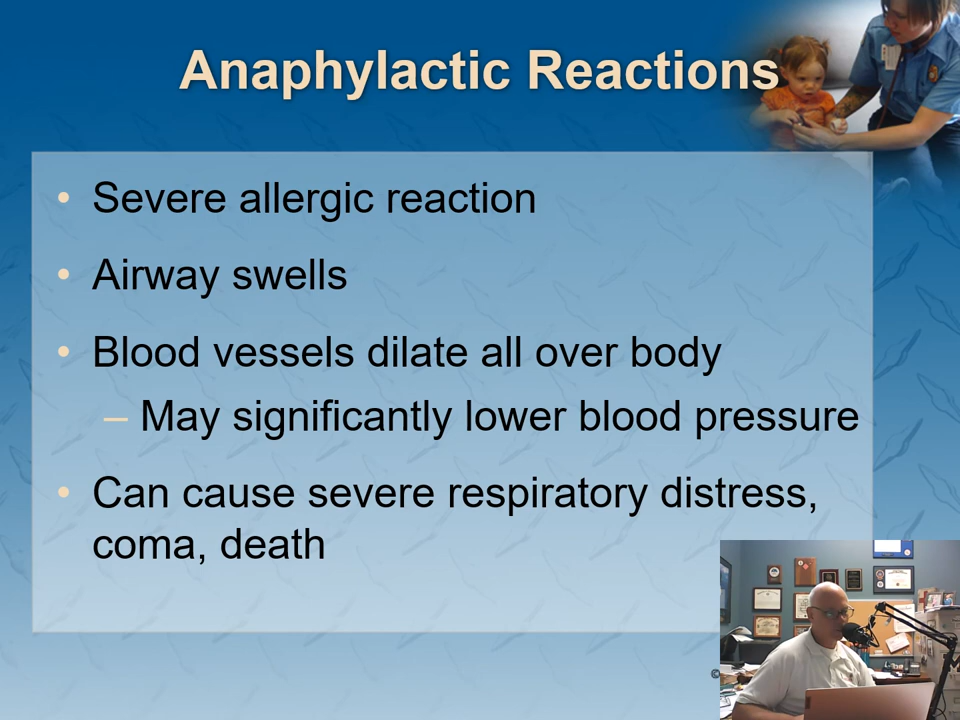 Anaphylactic Reactions
• Severe allergic reaction
• Airway swells
• Blood vessels dilate all over body
– May significantly lower blood pressure
• Can cause severe respiratory distress,
coma, death
©